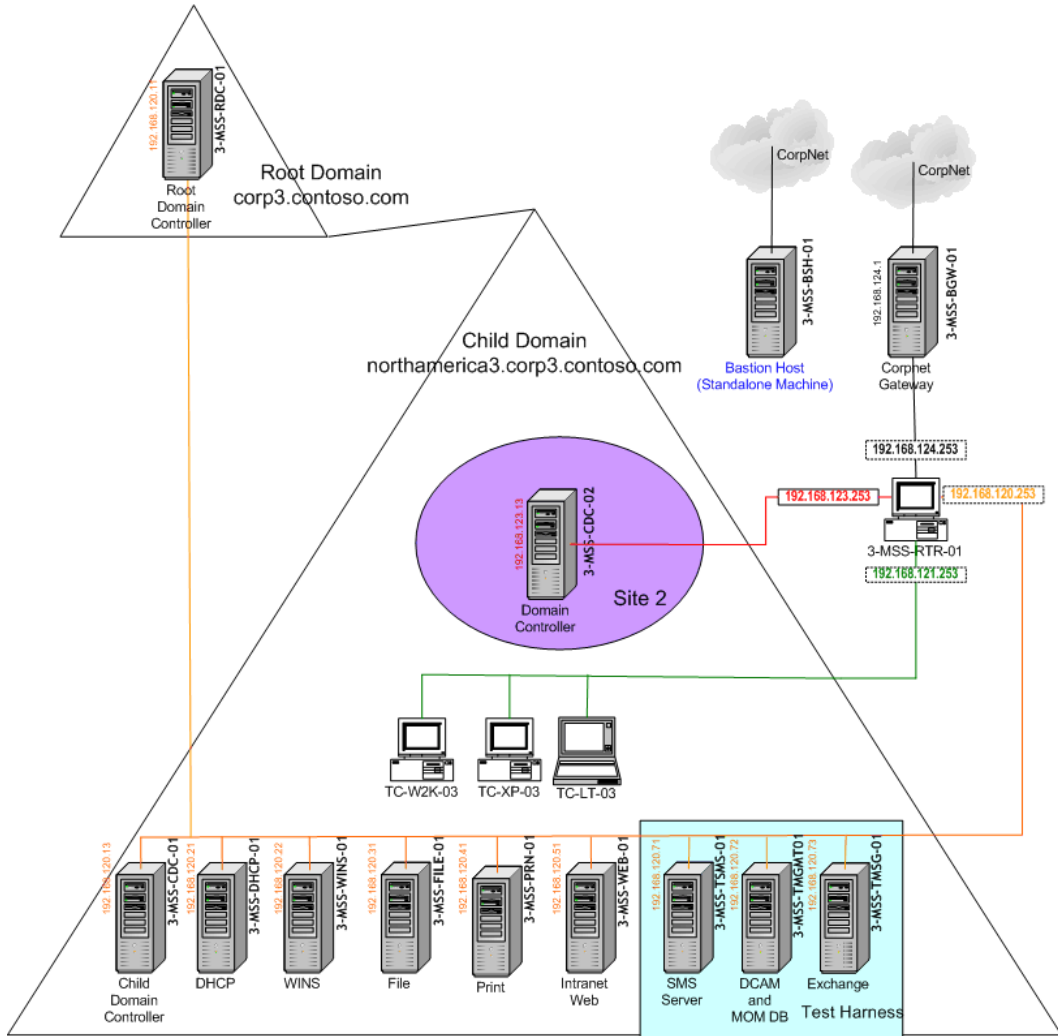 192.168.120.11
3-MSS-RDC-01
Root
Domain
Controller
Root Domain
corp3.contoso.com
CorpNet
CorpNet
3-MSS-BSH-01
192.168.124.1
3-MSS-BGW-01
Bastion Host
(Standalone Machine)
Corpnet
Gateway
Child Domain
northamerica3.corp3.contoso.com
192.168.124.253
192.168.123.253
192.168.120.253
3-MSS-RTR-01
192.168.121.253
192.168.123.13
3-MSS-CDC-02
Domain
Controller
Site 2
TC-W2K-03
TC-XP-03
TC-LT-03
192.168.120.13
3-MSS-CDC-01
Child
Domain
Controller
192.168.120.21
3-MSS-DHCP-01
DHCP
192.168.120.22
3-MSS-WINS-01
WINS
192.168.120.31
3-MSS-FILE-01
File
192.168.120.41
3-MSS-PRN-01
Print
192.168.120.51
3-MSS-WEB-01
Intranet
Web
192.168.120.71
3-MSS-TSMS-01
SMS
Server
192.168.120.72
3-MSS-TMGMT01
DCAM
and
MOM DB
192.168.120.73
3-MSS-TMSG-01
Exchange
Test Harness